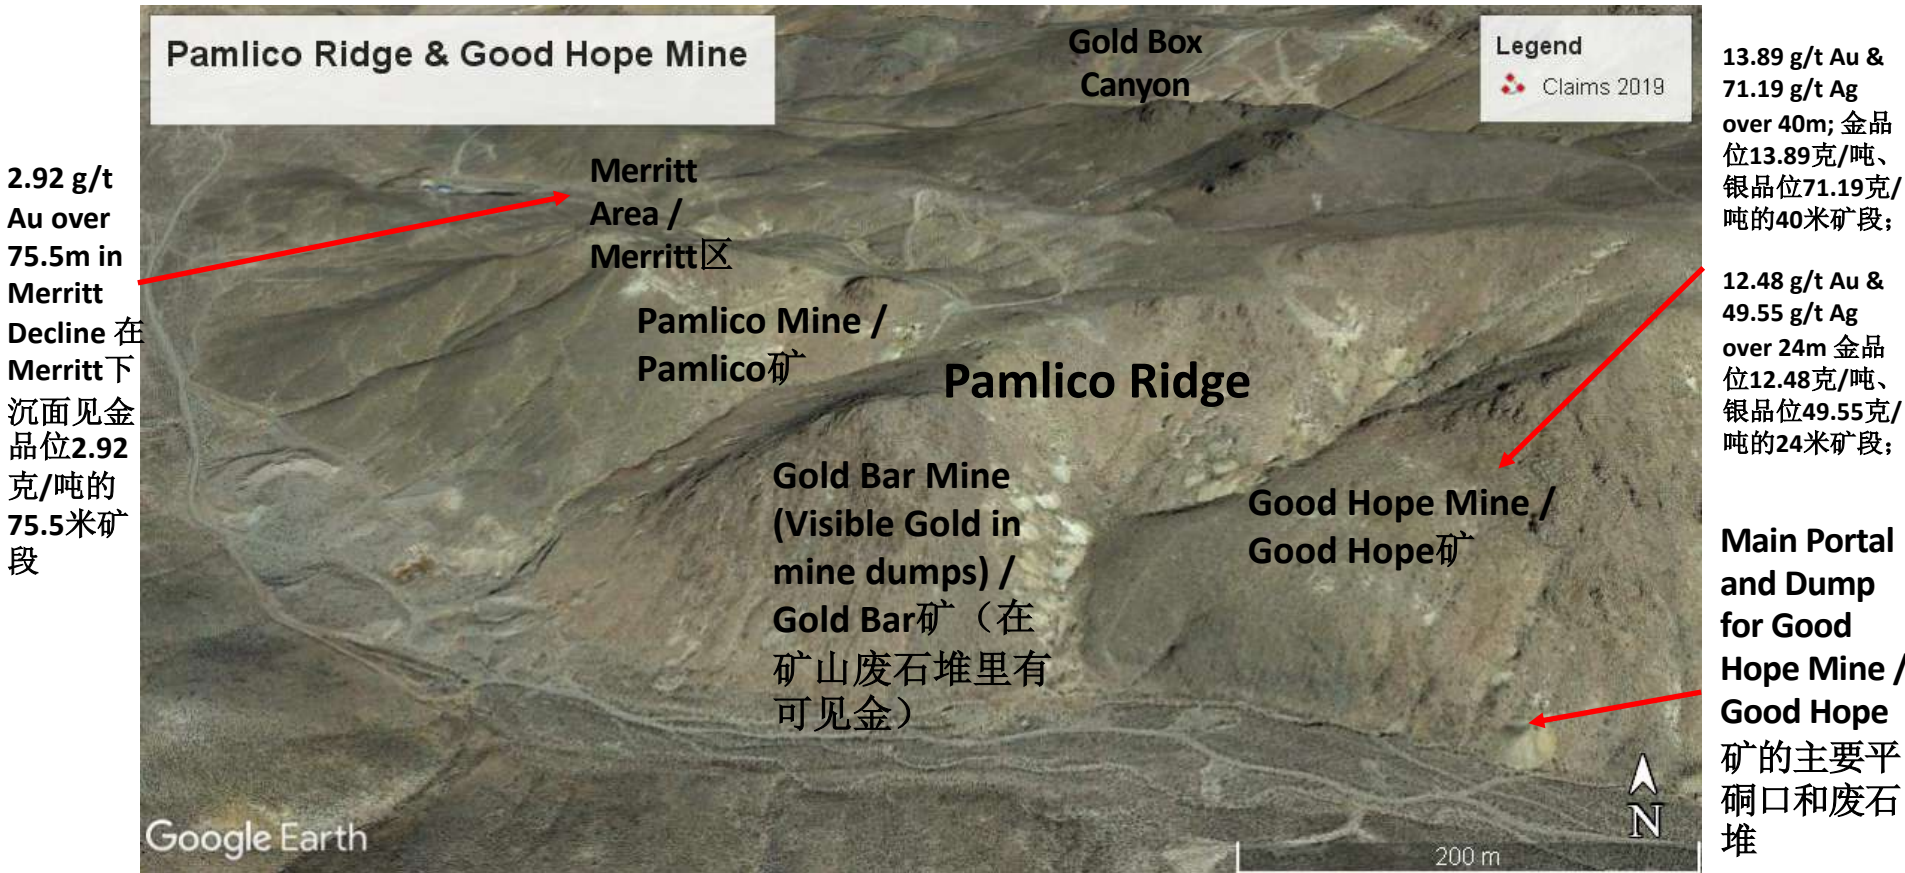 Pamlico Ridge & Good Hope Mine
Gold Box
Canyon
Legend
Claims 2019
2.92 g/t
Au over
75.5m in
Merritt
Decline 在
Merritt下
沉面见金
品位2.92
克/吨的
75.5米矿
段
Merritt
Area /
Merritt区
Pamlico Mine /
Pamlico矿
Pamlico Ridge
Gold Bar Mine
(Visible Gold in
mine dumps) /
Gold Bar矿（在
矿山废石堆里有
可见金）
Good Hope Mine /
Good Hope矿
13.89 g/t Au &
71.19 g/t Ag
over 40m; 金品
位13.89克/吨、
银品位71.19克/
吨的40米矿段；
12.48 g/t Au &
49.55 g/t Ag
over 24m 金品
位12.48克/吨、
银品位49.55克/
吨的24米矿段；
Main Portal
and Dump
for Good
Hope Mine /
Good Hope
矿的主要平
硐口和废石
堆
N
200 m
Google Earth